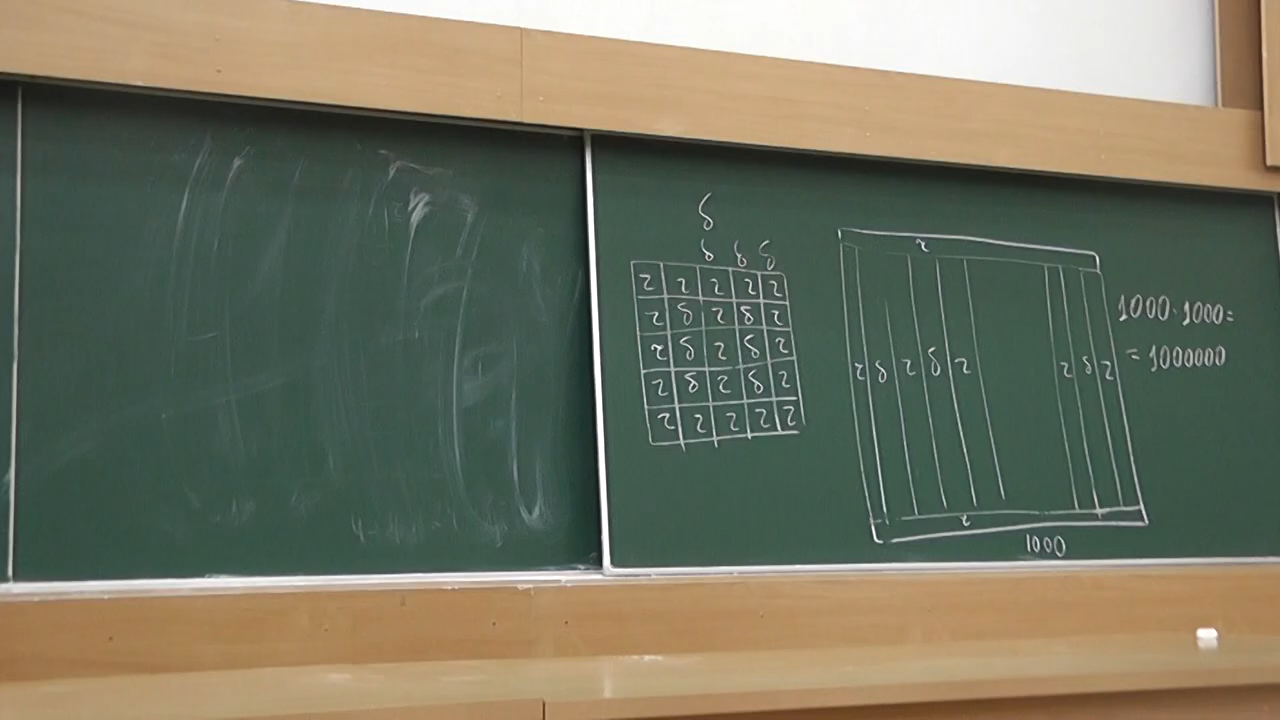 б
б б б
г г г г г
г б г б г
г б г б г
г б г б г
г г г г г
г
г б г б г г б г
г
1000
1000·1000=
=1000000